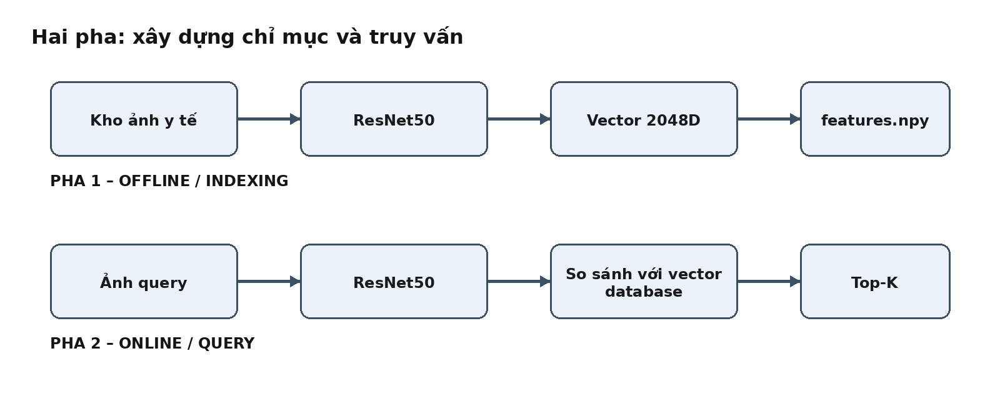 Hai pha: xây dựng chỉ mục và truy vấn
Kho ảnh y tế
ResNet50
Vector 2048D
features.npy
PHA 1 – OFFLINE / INDEXING
Ảnh query
ResNet50
So sánh với vector
database
Top-K
PHA 2 – ONLINE / QUERY